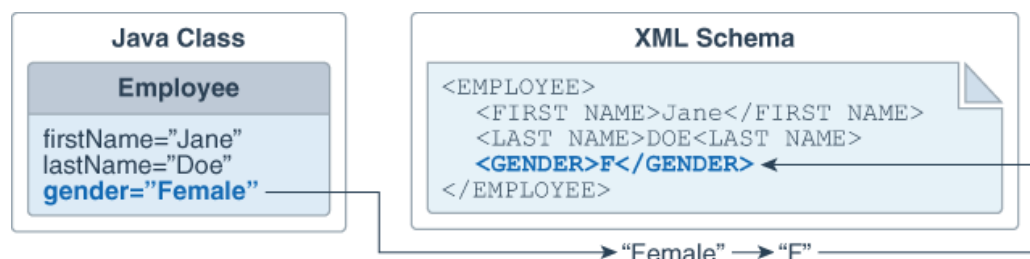 Java Class
Employee
firstName=”Jane”
lastName=”Doe”
gender=”Female”
XML Schema
<EMPLOYEE>
<FIRST NAME>Jane</FIRST NAME>
<LAST NAME>DOE<LAST NAME>
<GENDER>F</GENDER>
</EMPLOYEE>
“Female” “F”